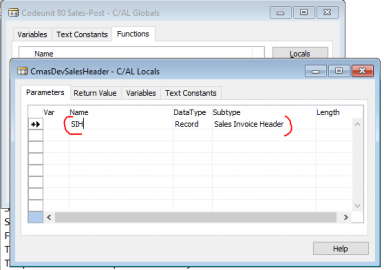 Codeunit 80 Sales-Post - C/AL Globals
Variables Text Constants Functions
Name
Locals
CmasDevSalesHeader - C/AL Locals
Parameters Return Value Variables Text Constants
Var Name DataType Subtype Length
SIH Record Sales Invoice Header
Help